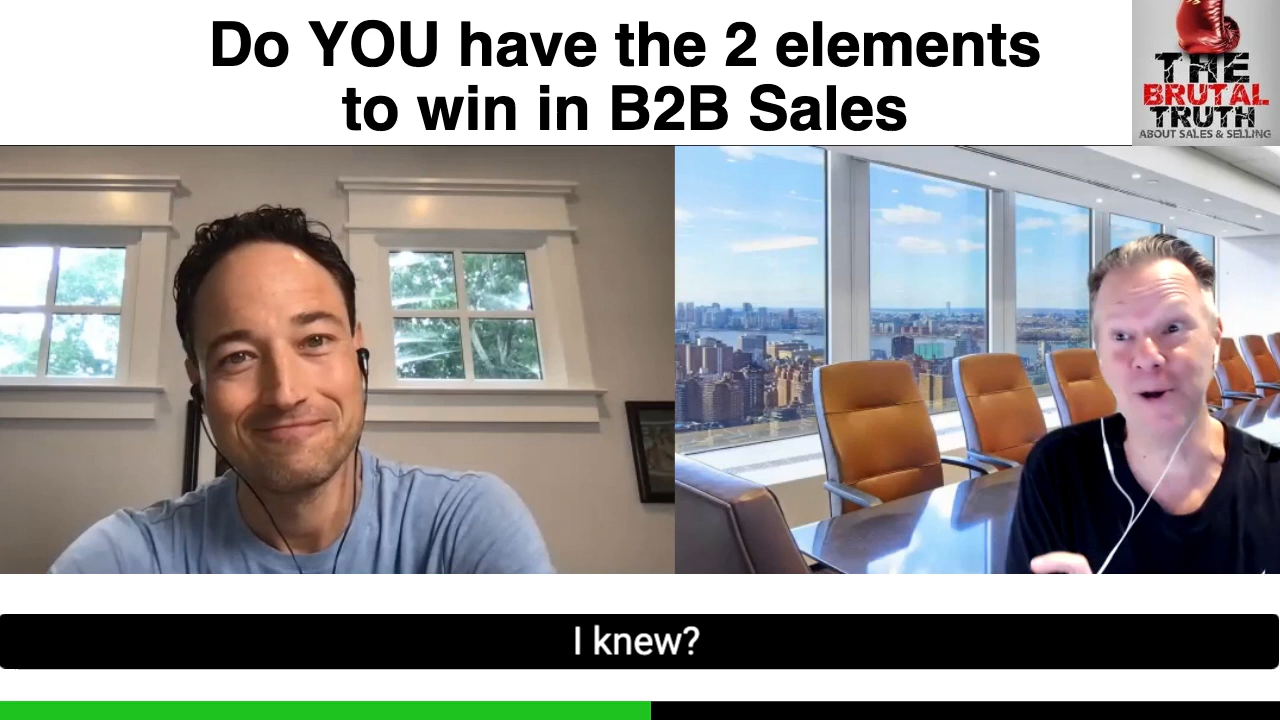 Do YOU have the 2 elements
to win in B2B Sales
THE
BRUTAL
TRUTH
ABOUT SALES & SELLING
I knew?